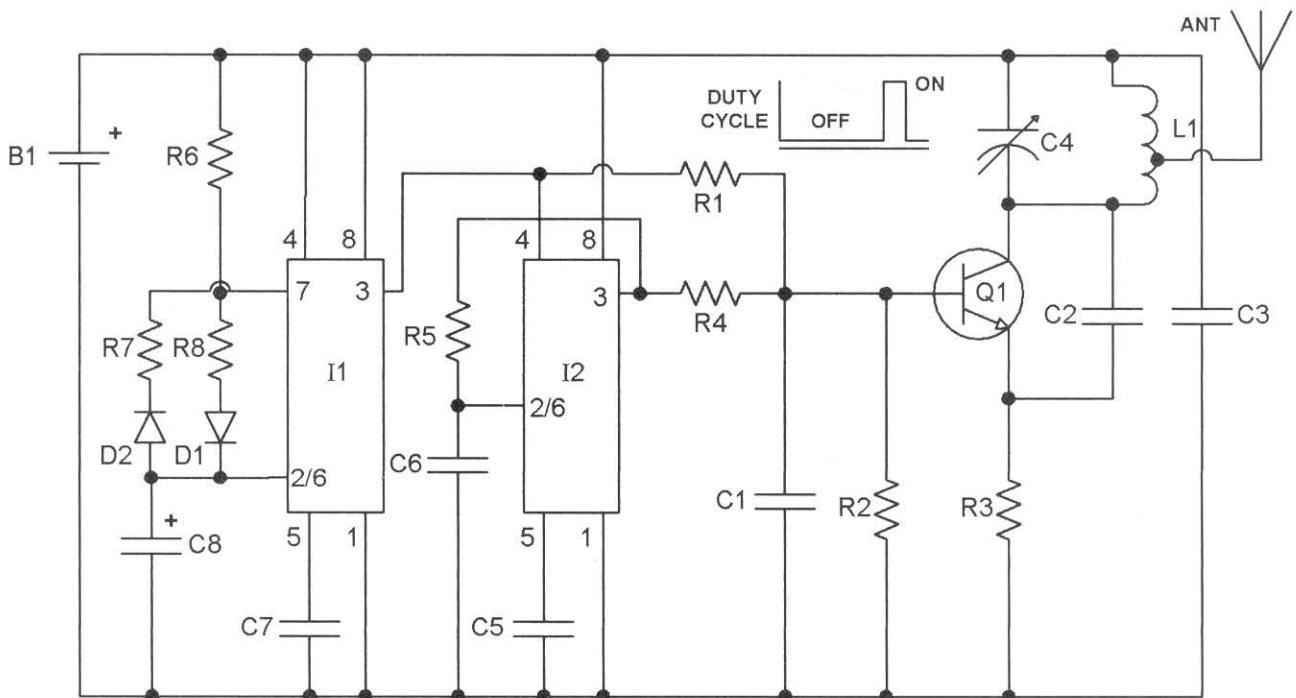 ANT
DUTY CYCLE
OFF
ON
B1
+
R6
C4
L1
R1
4
8
4
8
7
3
3
R4
Q1
C2
C3
R7
R8
R5
I1
I2
2/6
D2
D1
2/6
C6
C1
R2
R3
+
C8
5
1
5
1
C7
C5